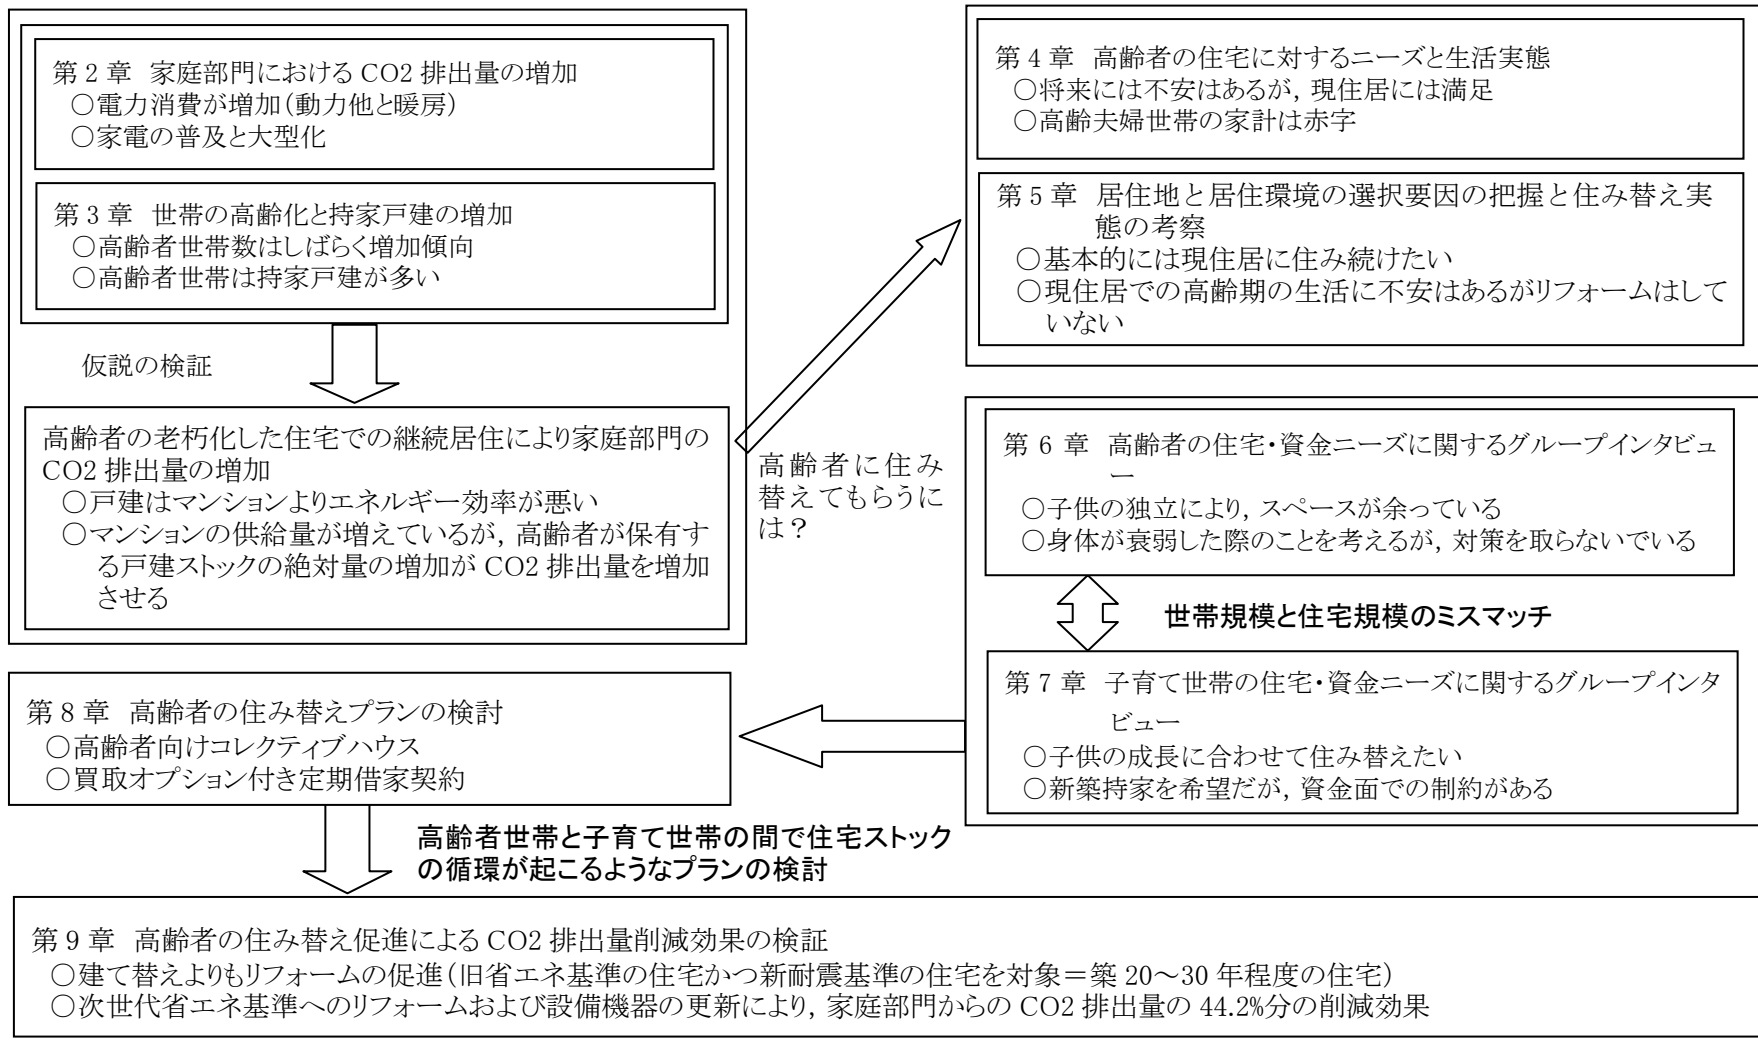 第2章 家庭部門におけるCO2排出量の増加
○電力消費が増加(動力他と暖房)
○家電の普及と大型化
第3章 世帯の高齢化と持家戸建の増加
○高齢者世帯数はしばらく増加傾向
○高齢者世帯は持家戸建が多い
仮説の検証
高齢者の老朽化した住宅での継続居住により家庭部門の
CO2排出量の増加
○戸建はマンションよりエネルギー効率が悪い
○マンションの供給量が増えているが,高齢者が保有す
る戸建ストックの絶対量の増加がCO2排出量を増加
させる
高齢者に住み
替えてもらうに
は？
第4章 高齢者の住宅に対するニーズと生活実態
○将来には不安はあるが,現住居には満足
○高齢夫婦世帯の家計は赤字
第5章 居住地と居住環境の選択要因の把握と住み替え実
態の考察
○基本的には現住居に住み続けたい
○現住居での高齢期の生活に不安はあるがリフォームはして
いない
第6章 高齢者の住宅・資金ニーズに関するグループインタビュ
ー
○子供の独立により,スペースが余っている
○身体が衰弱した際のことを考えるが,対策を取らないでいる
世帯規模と住宅規模のミスマッチ
第7章 子育て世帯の住宅・資金ニーズに関するグループインタ
ビュー
○子供の成長に合わせて住み替えたい
○新築持家を希望だが,資金面での制約がある
第8章 高齢者の住み替えプランの検討
○高齢者向けコレクティブハウス
○買取オプション付き定期借家契約
高齢者世帯と子育て世帯の間で住宅ストック
の循環が起こるようなプランの検討
第9章 高齢者の住み替え促進によるCO2排出量削減効果の検証
○建て替えよりもリフォームの促進(旧省エネ基準の住宅かつ新耐震基準の住宅を対象＝築20～30年程度の住宅)
○次世代省エネ基準へのリフォームおよび設備機器の更新により,家庭部門からのCO2排出量の44.2%分の削減効果